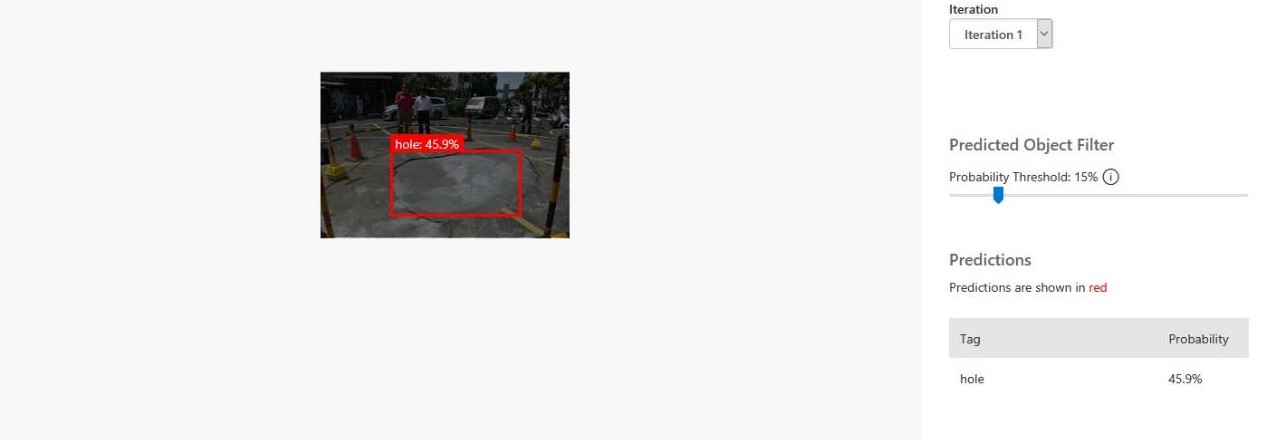 Iteration
Iteration 1
hole: 45.9%
Predicted Object Filter
Probability Threshold: 15%
Predictions
Predictions are shown in red
Tag Probability
hole 45.9%